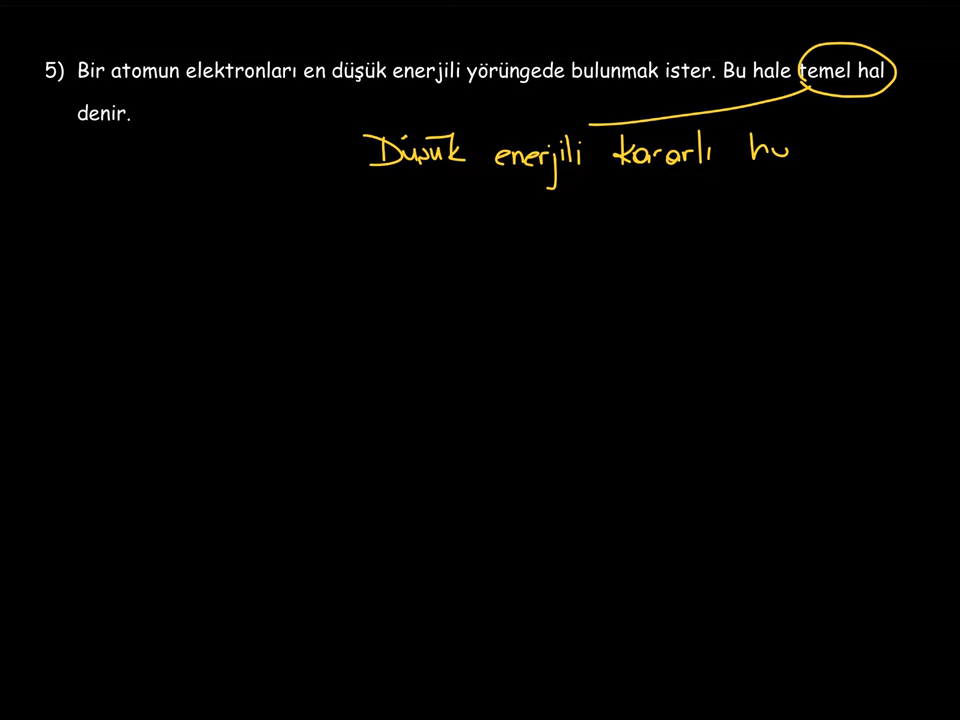 5) Bir atomun elektronları en düşük enerjili yörüngede bulunmak ister. Bu hale temel hal
denir.
Düşük enerjili kararlı